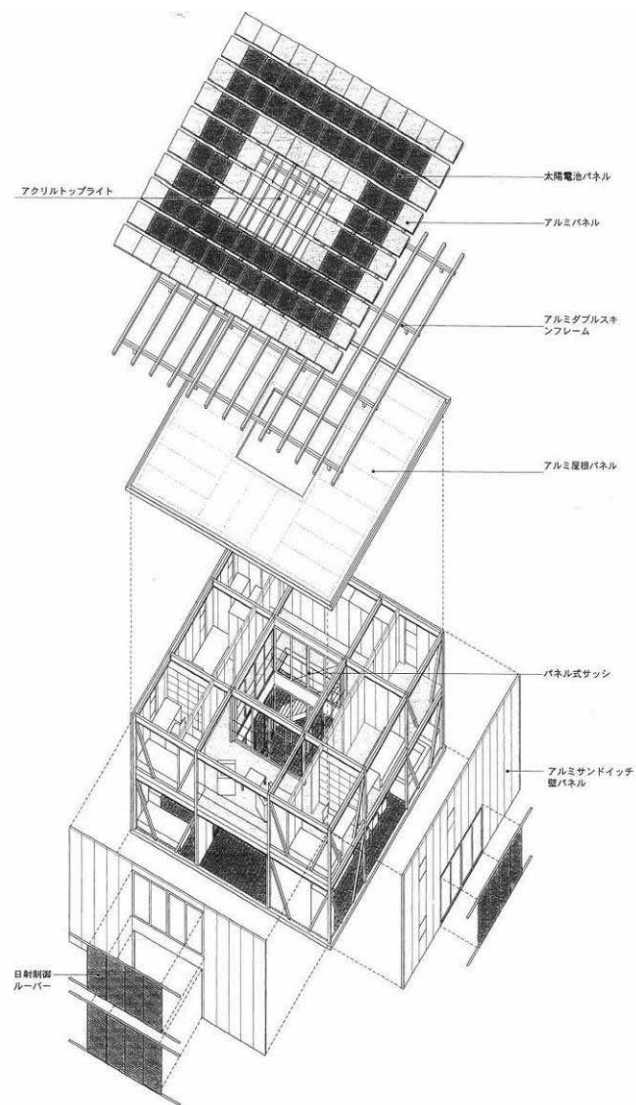 太陽電池パネル
アクリルトップライト
アルミパネル
アルミダブルスキ
ンフレーム
アルミ屋根パネル
パネル式サッシ
アルミサンドイッチ
壁パネル
日射制御
ルーバー